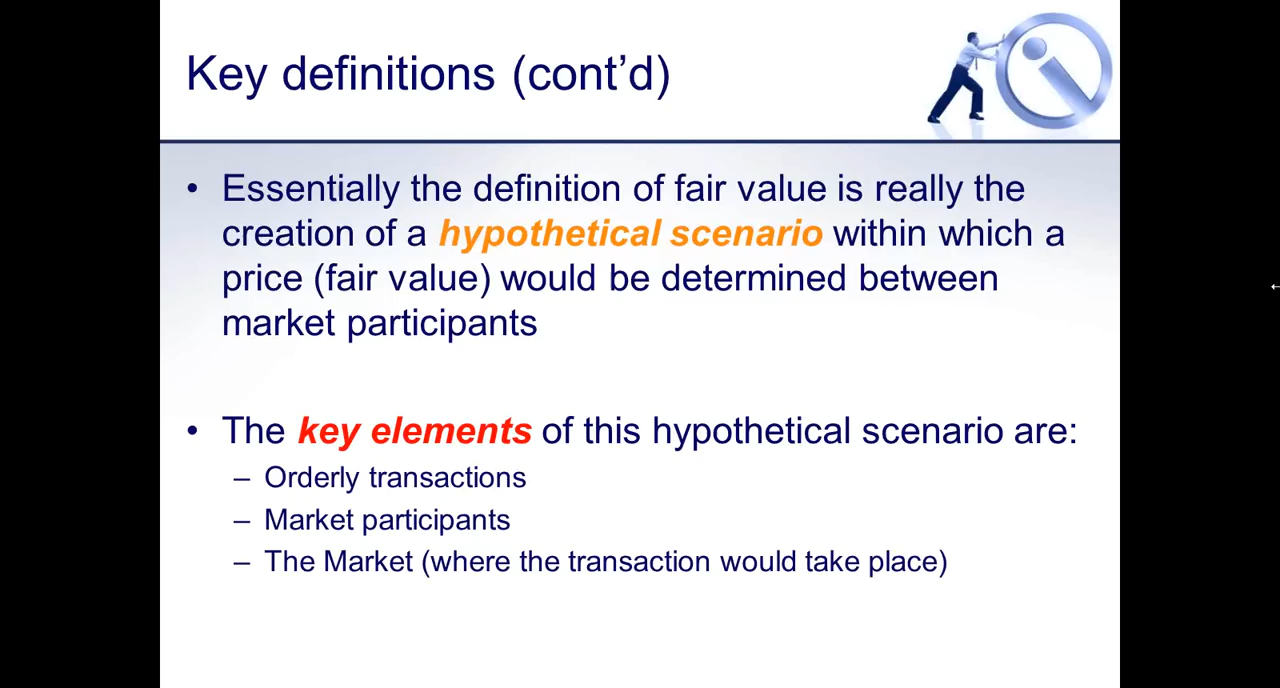 Key definitions (cont’d)
• Essentially the definition of fair value is really the
creation of a hypothetical scenario within which a
price (fair value) would be determined between
market participants
• The key elements of this hypothetical scenario are:
– Orderly transactions
– Market participants
– The Market (where the transaction would take place)